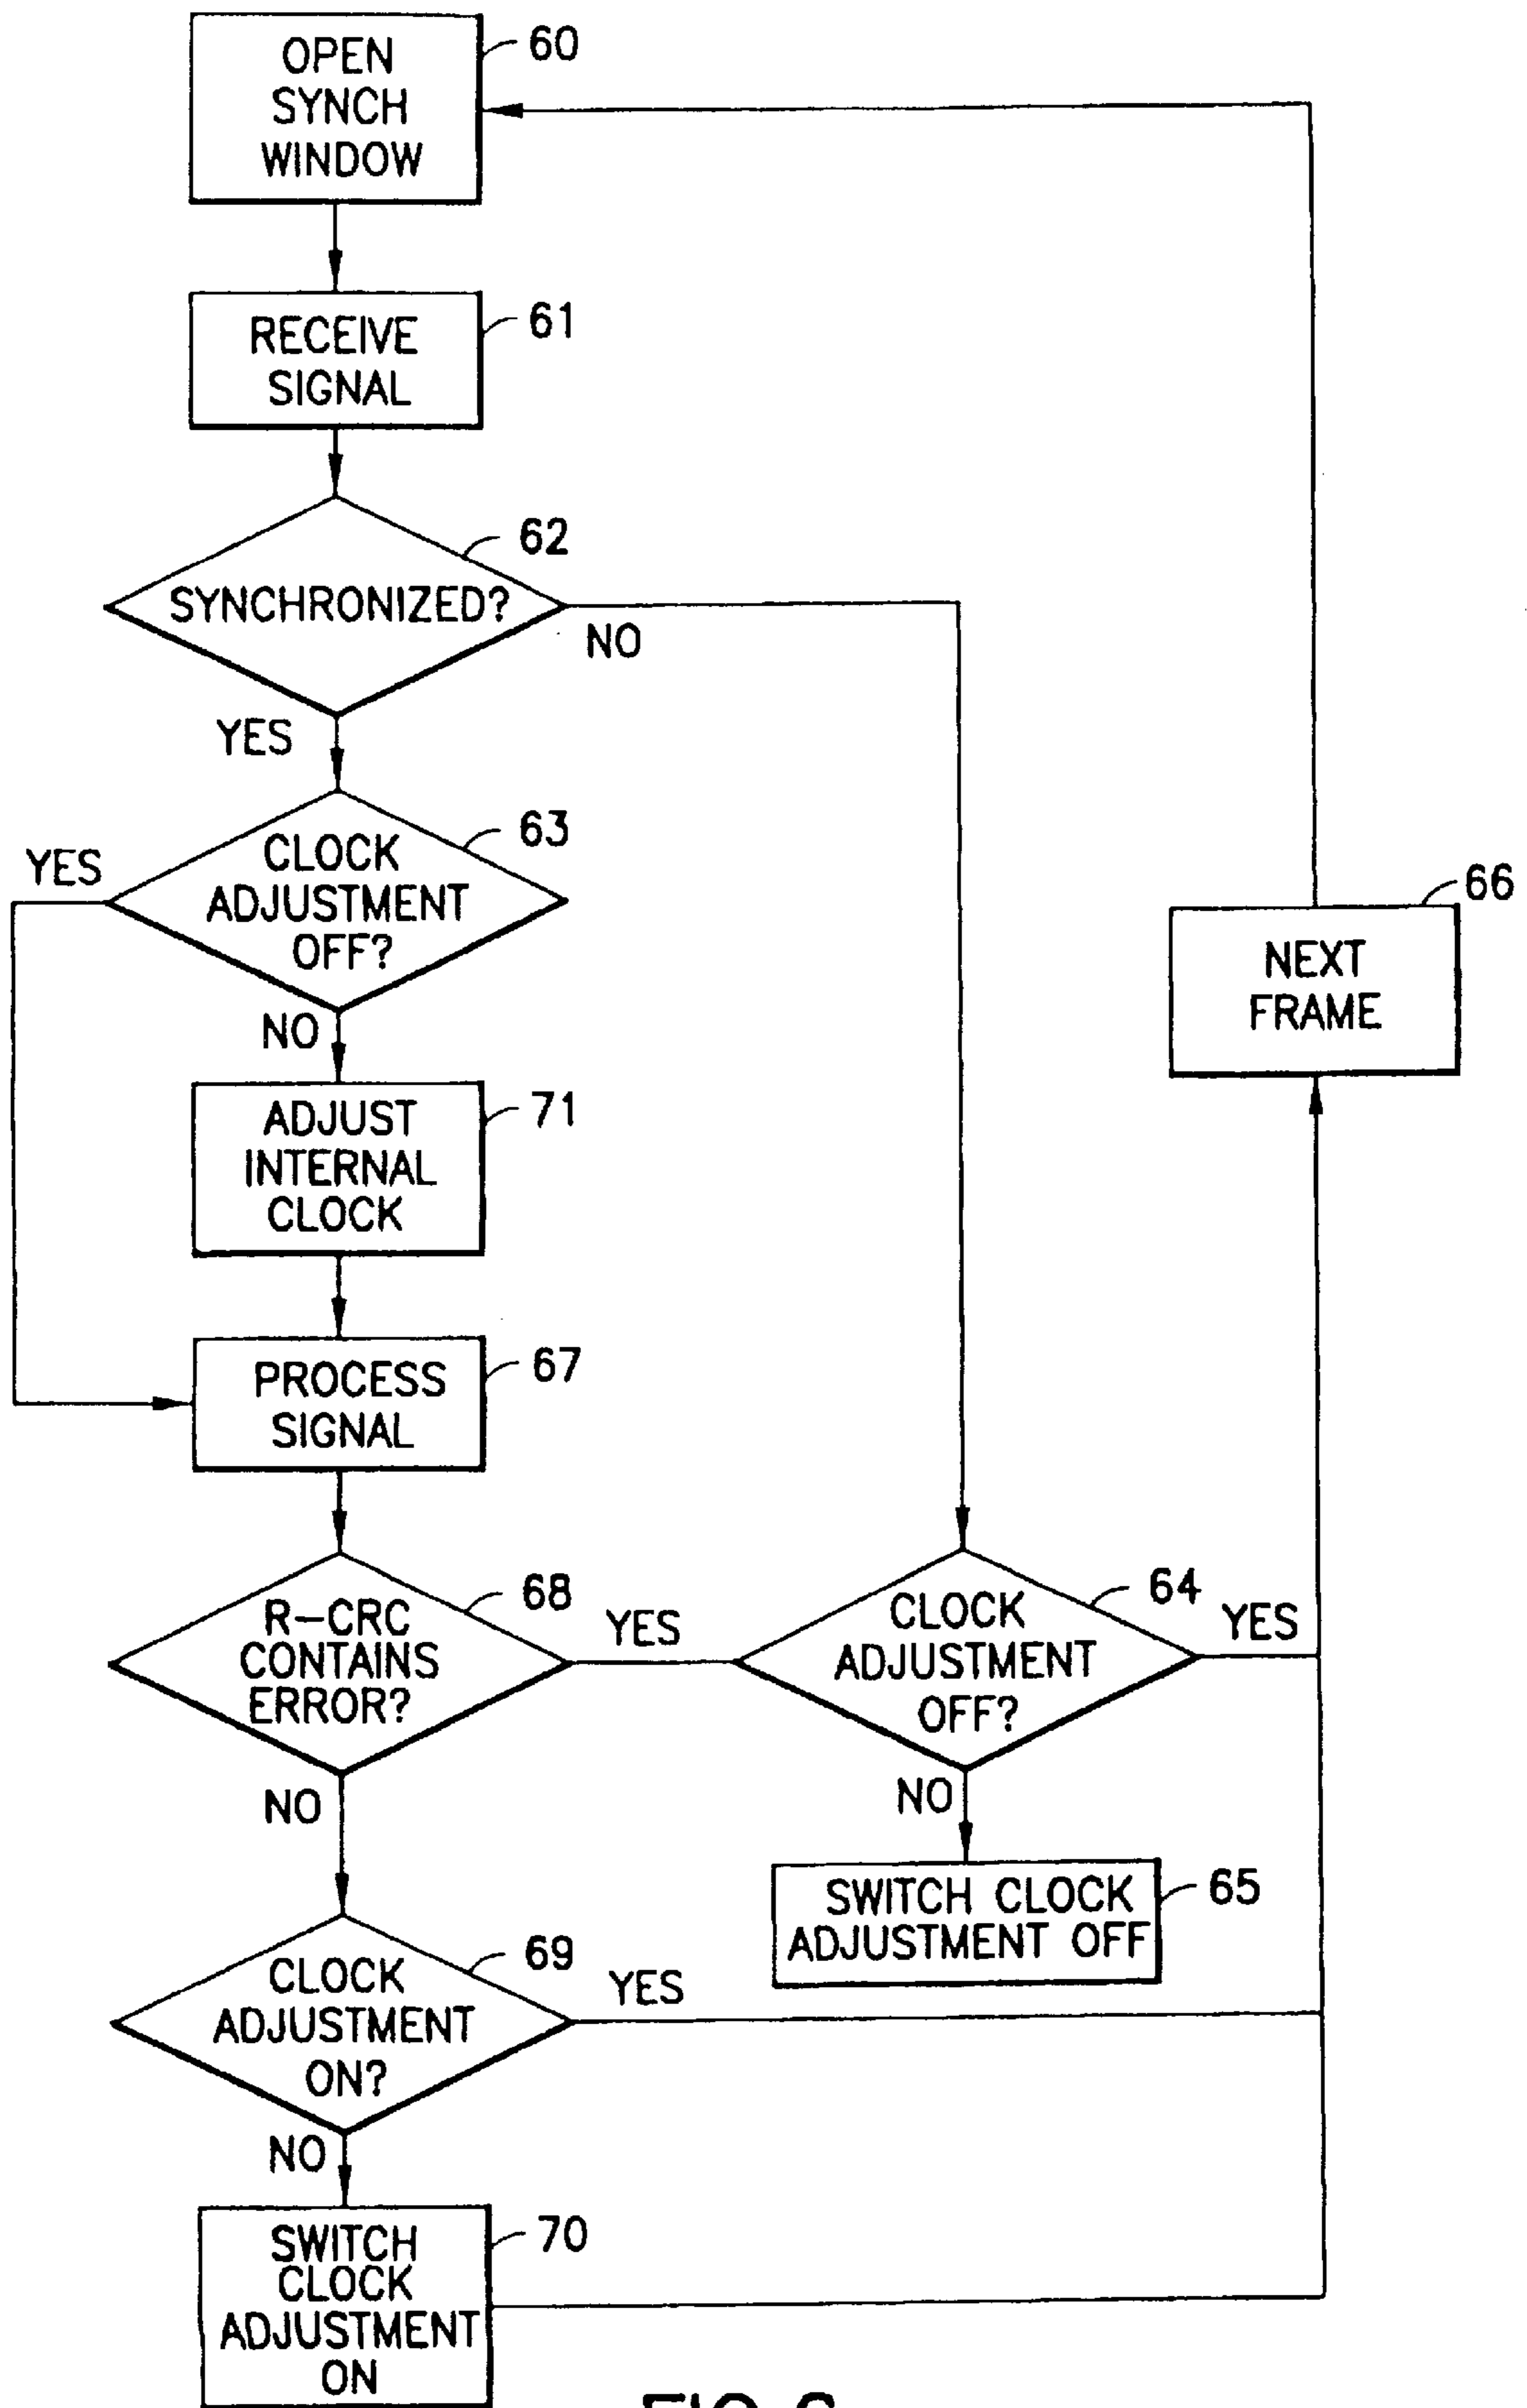 OPEN
SYNCH
WINDOW
60
RECEIVE
SIGNAL
61
SYNCHRONIZED?
62
NO
YES
CLOCK
ADJUSTMENT
OFF?
63
YES
NO
ADJUST
INTERNAL
CLOCK
71
NEXT
FRAME
66
PROCESS
SIGNAL
67
R-CRC
CONTAINS
ERROR?
68
YES
NO
CLOCK
ADJUSTMENT
OFF?
64
YES
NO
SWITCH CLOCK
ADJUSTMENT OFF
65
CLOCK
ADJUSTMENT
ON?
69
YES
NO
SWITCH
CLOCK
ADJUSTMENT
ON
70